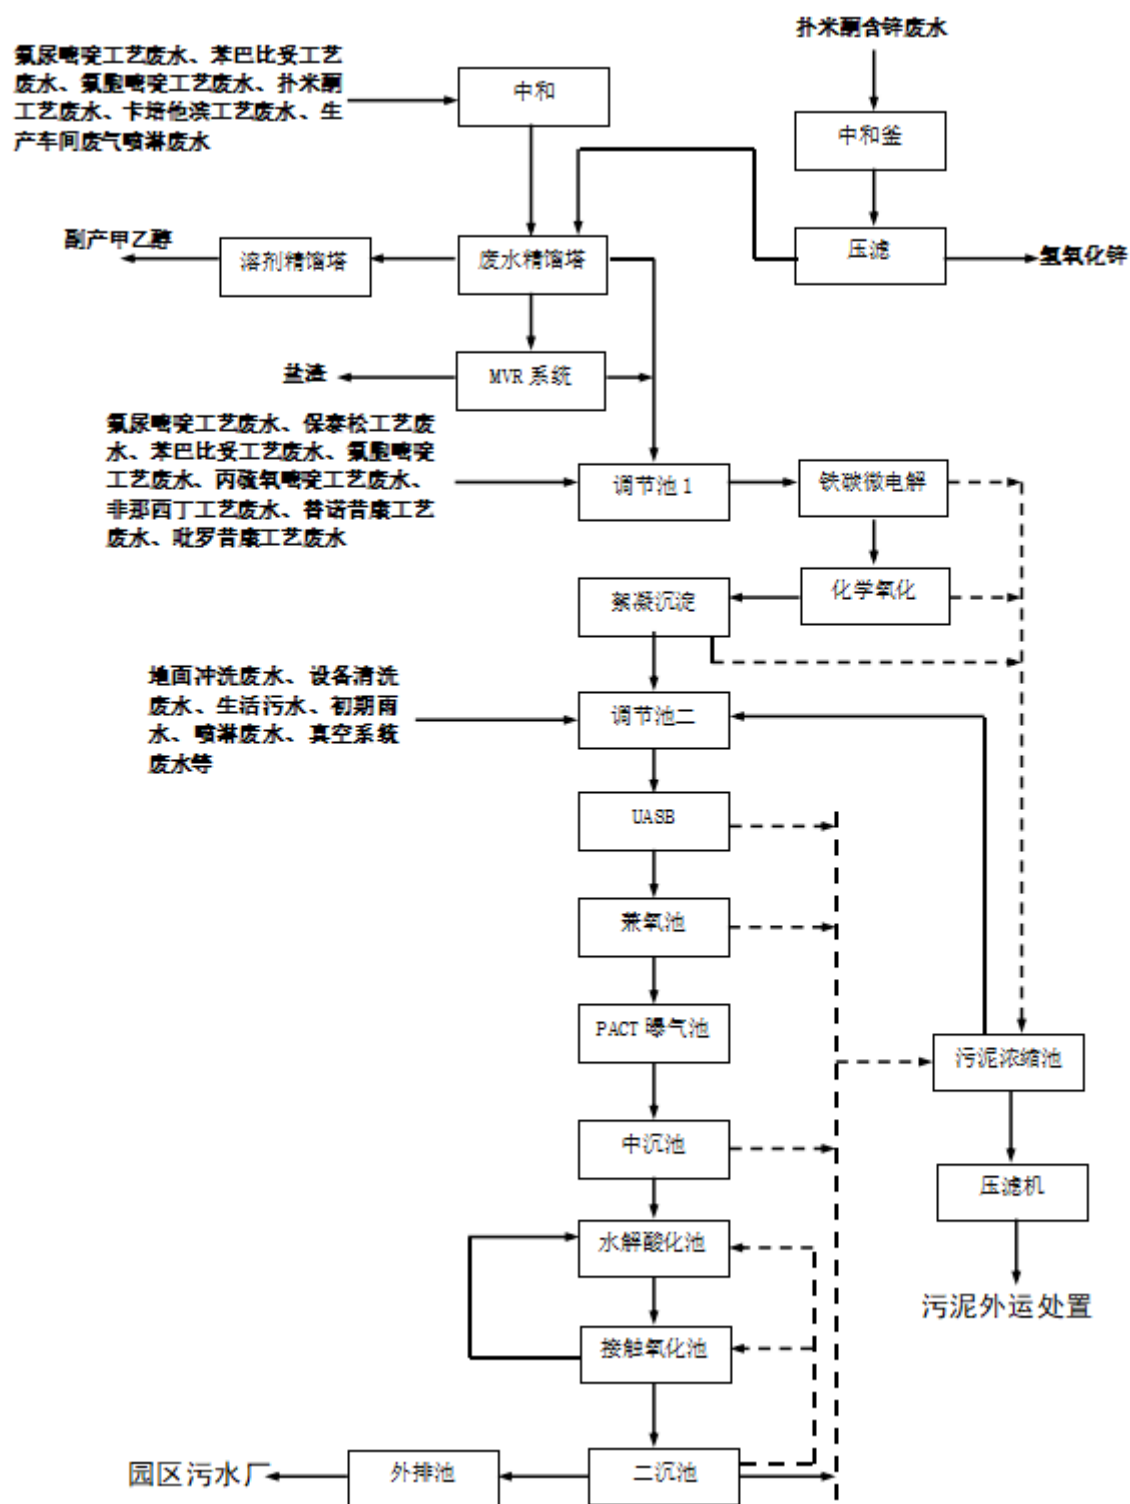 扑米酮含锌废水
氟尿嘧啶工艺废水、苯巴比妥工艺
废水、氟胞嘧啶工艺废水、扑米酮
工艺废水、卡培他滨工艺废水、生
产车间废气喷淋废水
中和
中和釜
副产甲乙醇
溶剂精馏塔
废水精馏塔
压滤
氢氧化锌
盐渣
MVR 系统
氟尿嘧啶工艺废水、保泰松工艺废
水、苯巴比妥工艺废水、氟胞嘧啶
工艺废水、丙硫氧嘧啶工艺废水、
非那西丁工艺废水、替诺昔康工艺
废水、吡罗昔康工艺废水
调节池 1
铁碳微电解
化学氧化
絮凝沉淀
地面冲洗废水、设备清洗
废水、生活污水、初期雨
水、喷淋废水、真空系统
废水等
调节池二
UASB
兼氧池
PACT 曝气池
污泥浓缩池
中沉池
压滤机
水解酸化池
污泥外运处置
接触氧化池
园区污水厂
外排池
二沉池